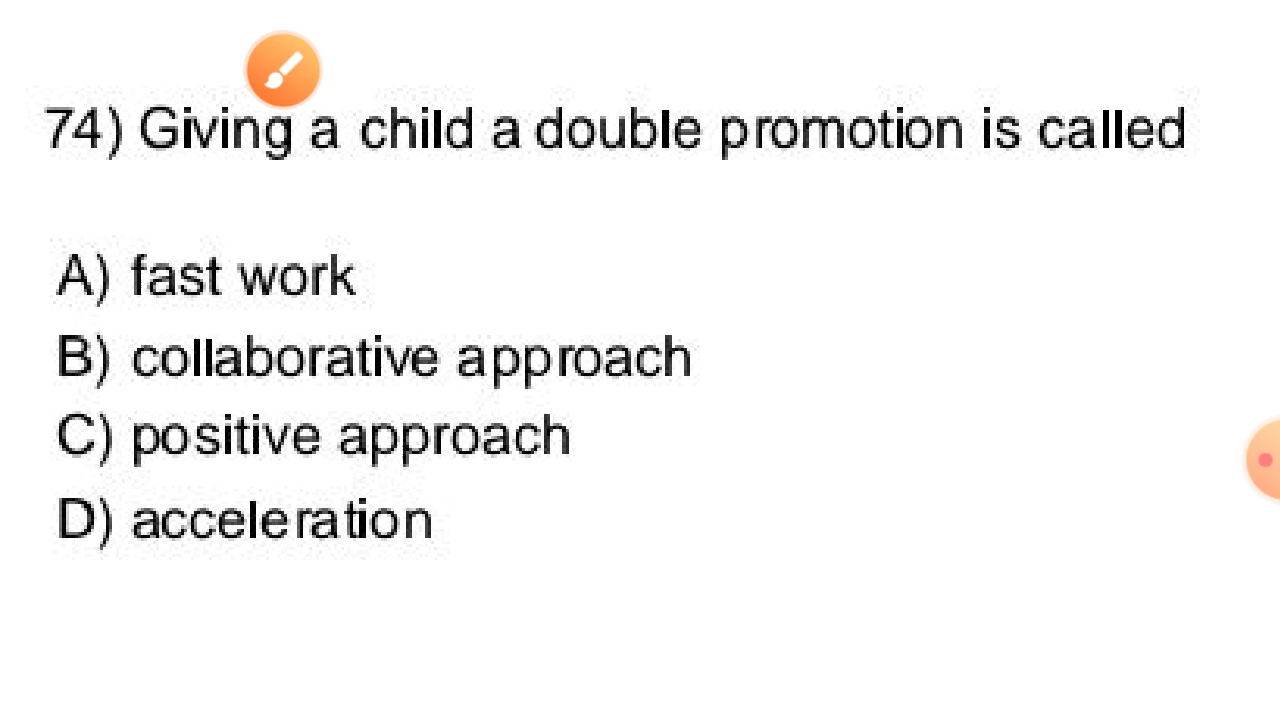 74) Giving a child a double promotion is called
A) fast work
B) collaborative approach
C) positive approach
D) acceleration